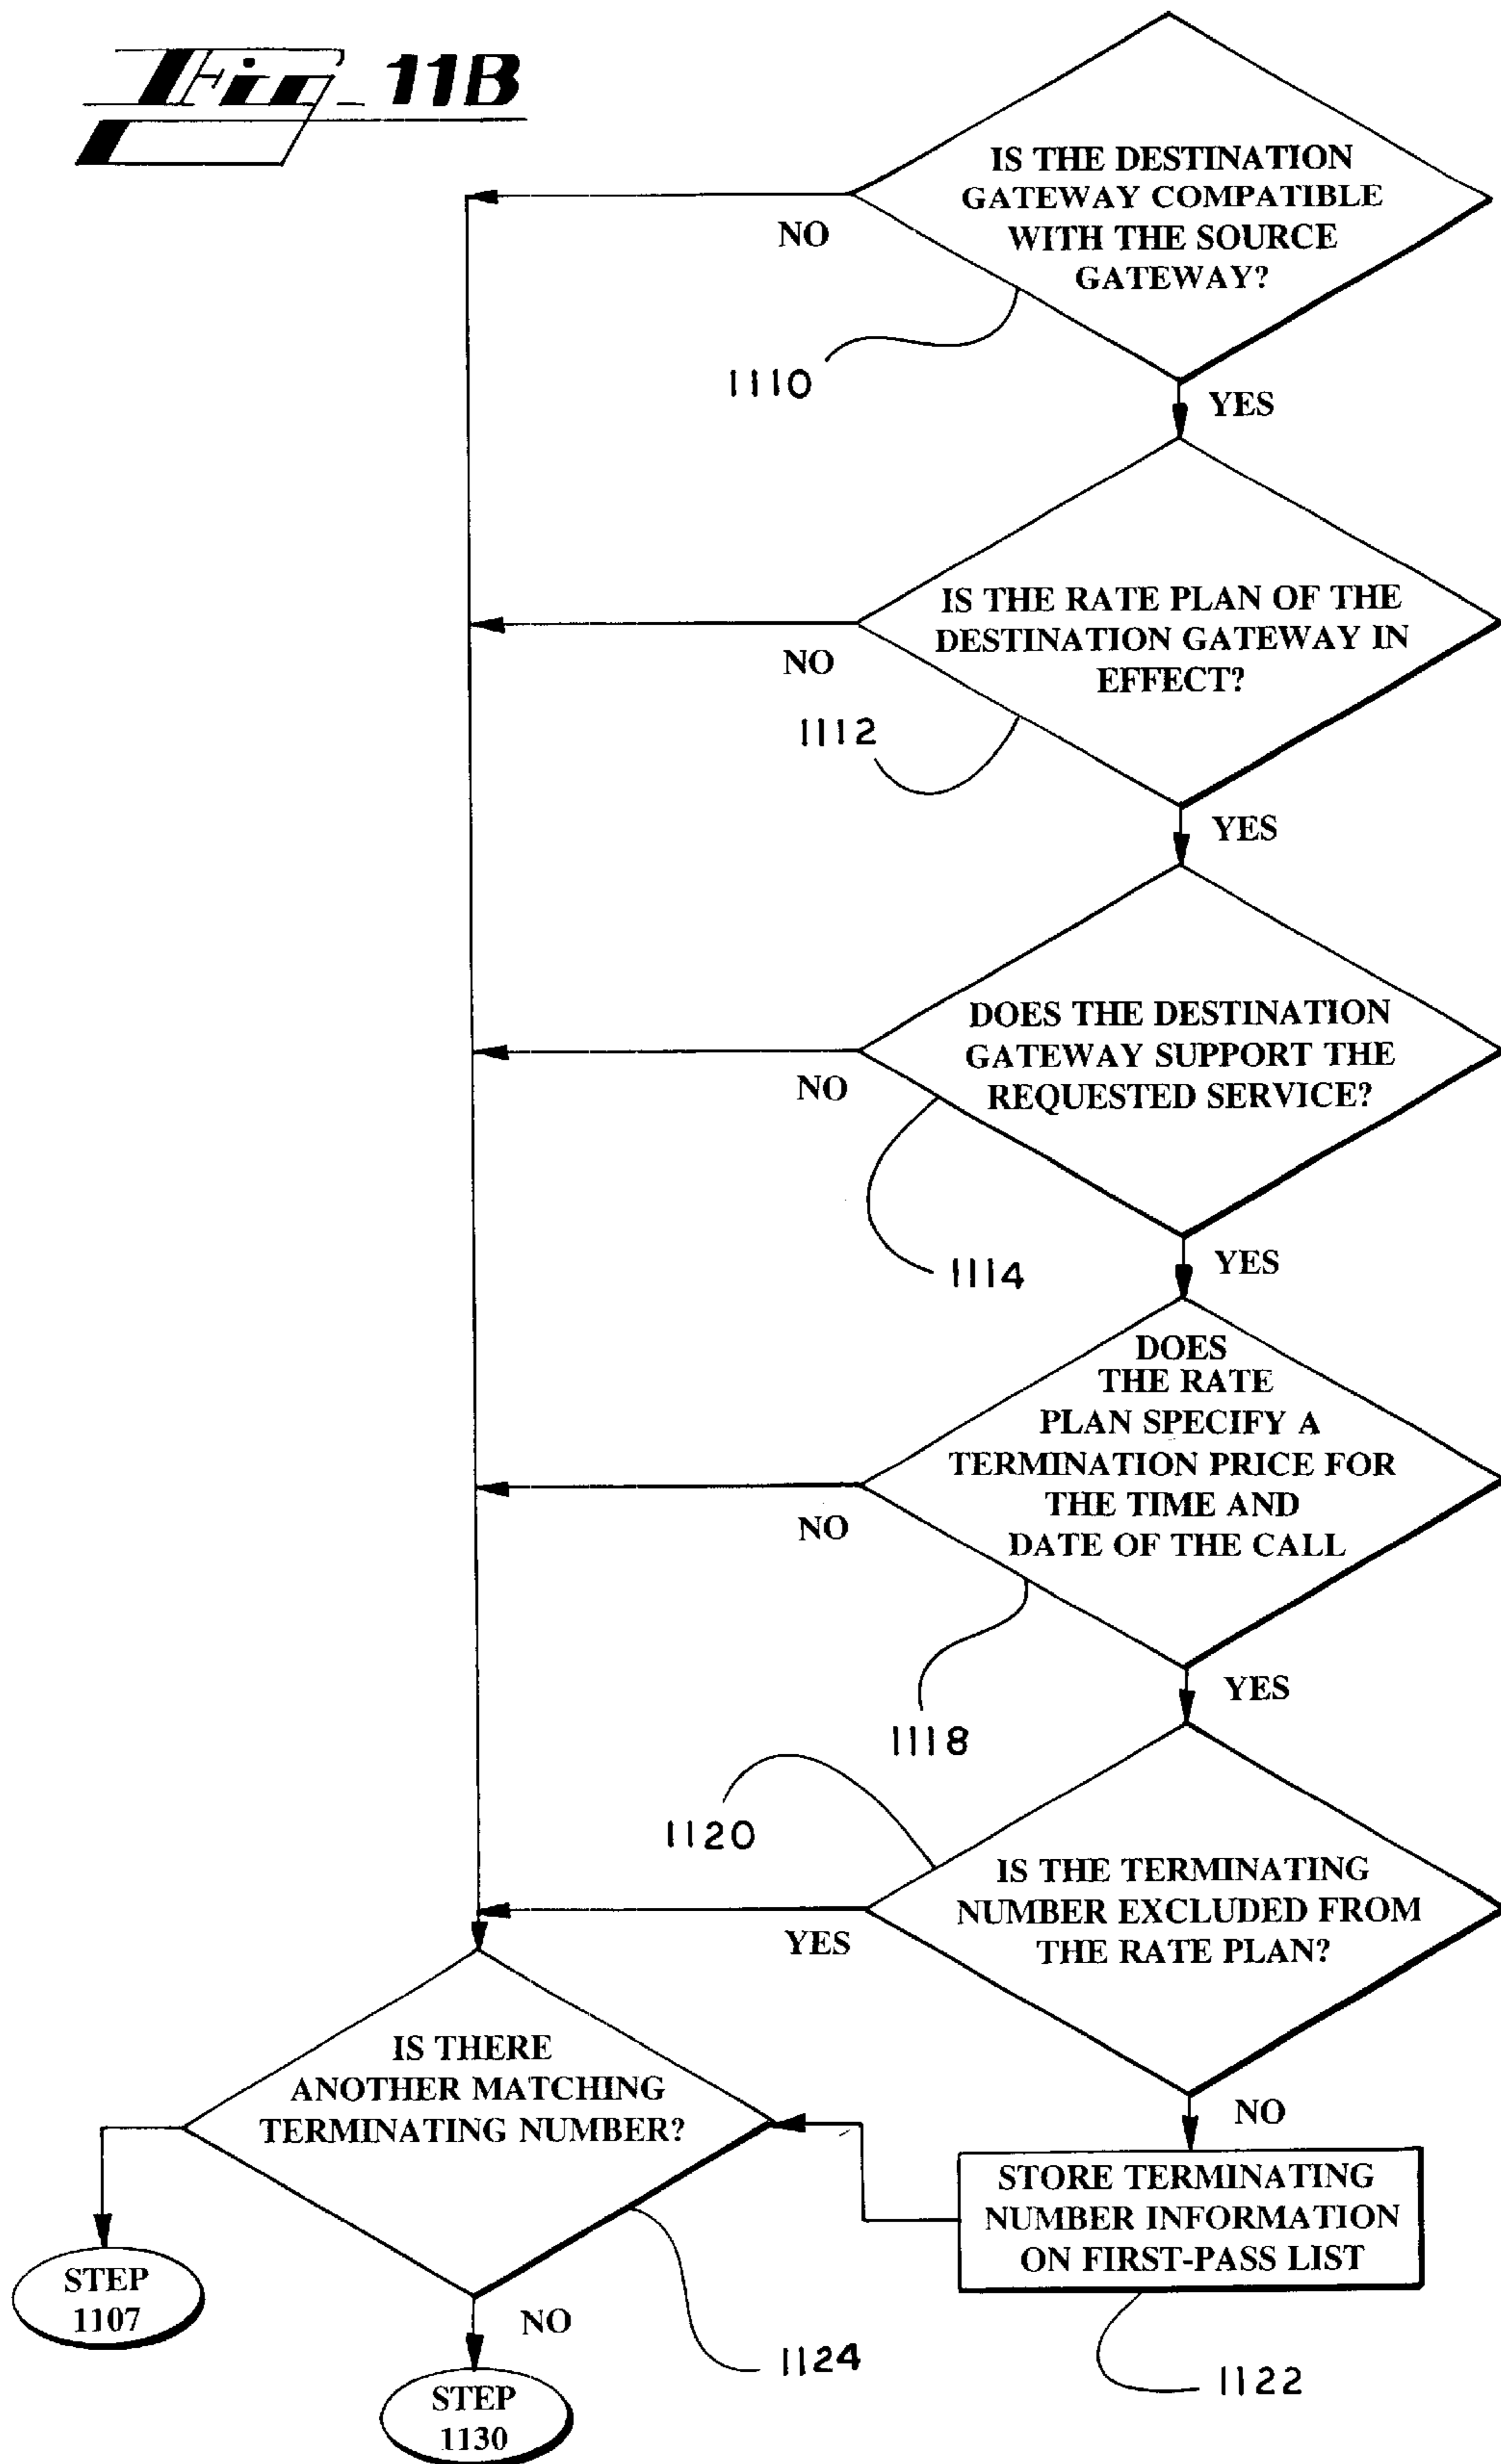 Fig 11B
IS THE DESTINATION
GATEWAY COMPATIBLE
WITH THE SOURCE
GATEWAY?
NO
1110
YES
IS THE RATE PLAN OF THE
DESTINATION GATEWAY IN
EFFECT?
NO
1112
YES
DOES THE DESTINATION
GATEWAY SUPPORT THE
REQUESTED SERVICE?
NO
1114
YES
DOES
THE RATE
PLAN SPECIFY A
TERMINATION PRICE FOR
THE TIME AND
DATE OF THE CALL
NO
1118
YES
1120
IS THE TERMINATING
NUMBER EXCLUDED FROM
THE RATE PLAN?
YES
NO
IS THERE
ANOTHER MATCHING
TERMINATING NUMBER?
STORE TERMINATING
NUMBER INFORMATION
ON FIRST-PASS LIST
STEP
1107
NO
1124
1122
STEP
1130